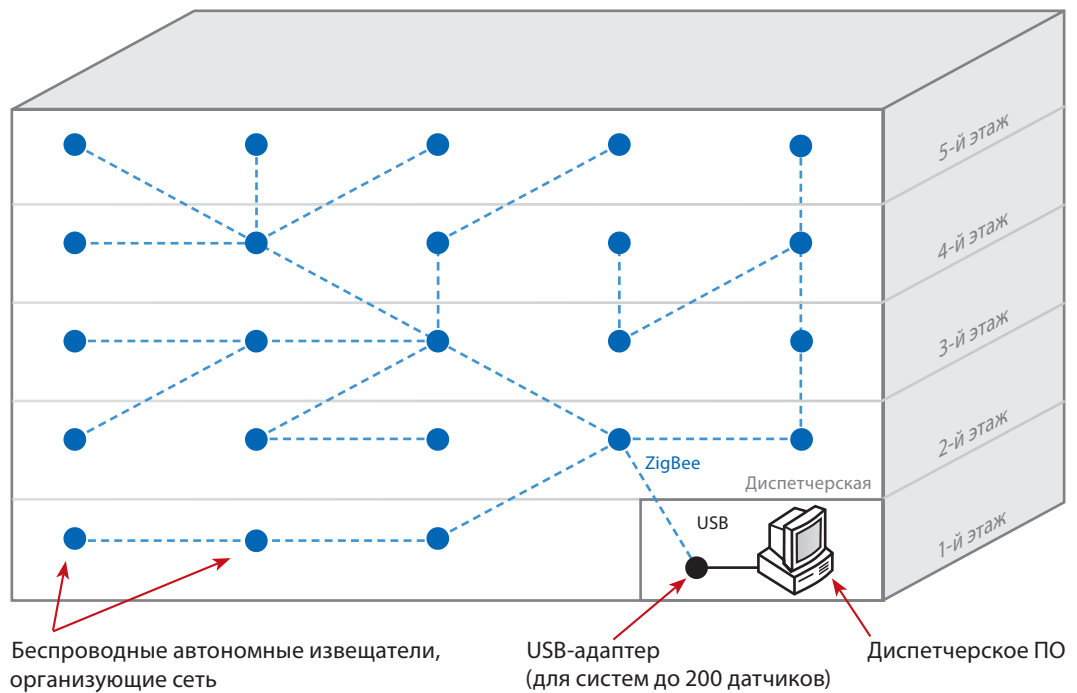 5-й этаж
4-й этаж
3-й этаж
2-й этаж
ZigBee
Диспетчерская
USB
1-й этаж
Беспроводные автономные извещатели,
организующие сеть
USB-адаптер
(для систем до 200 датчиков)
Диспетчерское ПО